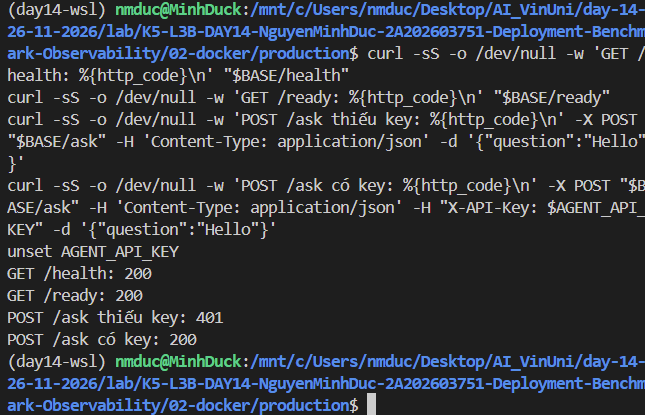 (day14-wsl) nmduc@MinhDuck:/mnt/c/Users/nmduc/Desktop/AI_VinUni/day-14-
26-11-2026/lab/K5-L3B-DAY14-NguyenMinhDuc-2A202603751-Deployment-Benchm
ark-Observability/02-docker/production$ curl -sS -o /dev/null -w 'GET /
health: %{http_code}\n' "$BASE/health"
curl -sS -o /dev/null -w 'GET /ready: %{http_code}\n' "$BASE/ready"
curl -sS -o /dev/null -w 'POST /ask thiếu key: %{http_code}\n' -X POST
"$BASE/ask" -H 'Content-Type: application/json' -d '{"question":"Hello"
}'
curl -sS -o /dev/null -w 'POST /ask có key: %{http_code}\n' -X POST "$B
ASE/ask" -H 'Content-Type: application/json' -H "X-API-Key: $AGENT_API_
KEY" -d '{"question":"Hello"}'
unset AGENT_API_KEY
GET /health: 200
GET /ready: 200
POST /ask thiếu key: 401
POST /ask có key: 200
(day14-wsl) nmduc@MinhDuck:/mnt/c/Users/nmduc/Desktop/AI_VinUni/day-14-
26-11-2026/lab/K5-L3B-DAY14-NguyenMinhDuc-2A202603751-Deployment-Benchm
ark-Observability/02-docker/production$